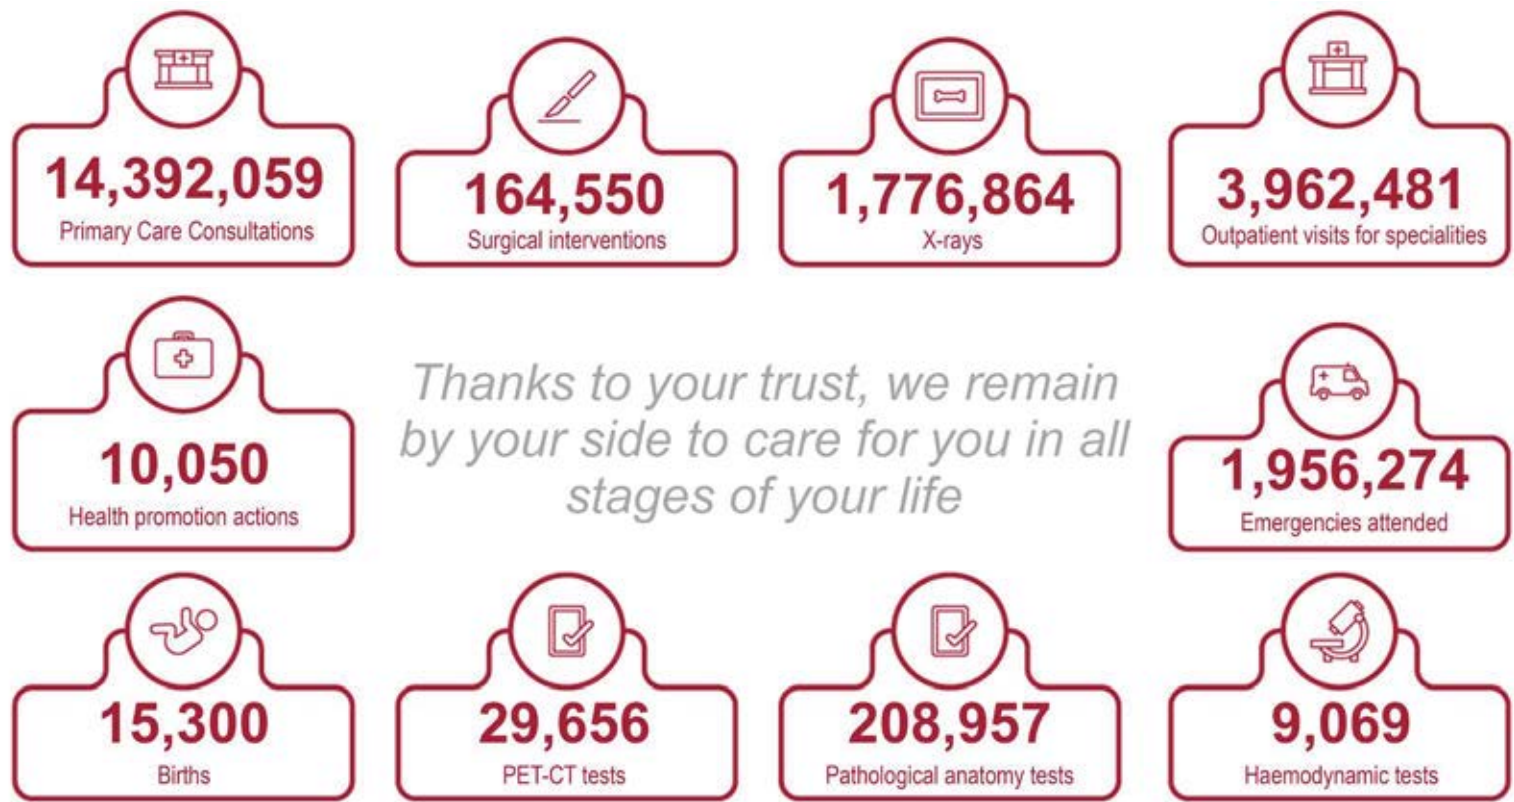 14,392,059
Primary Care Consultations
164,550
Surgical interventions
1,776,864
X-rays
3,962,481
Outpatient visits for specialities
10,050
Health promotion actions
Thanks to your trust, we remain
by your side to care for you in all
stages of your life
1,956,274
Emergencies attended
15,300
Births
29,656
PET-CT tests
208,957
Pathological anatomy tests
9,069
Haemodynamic tests